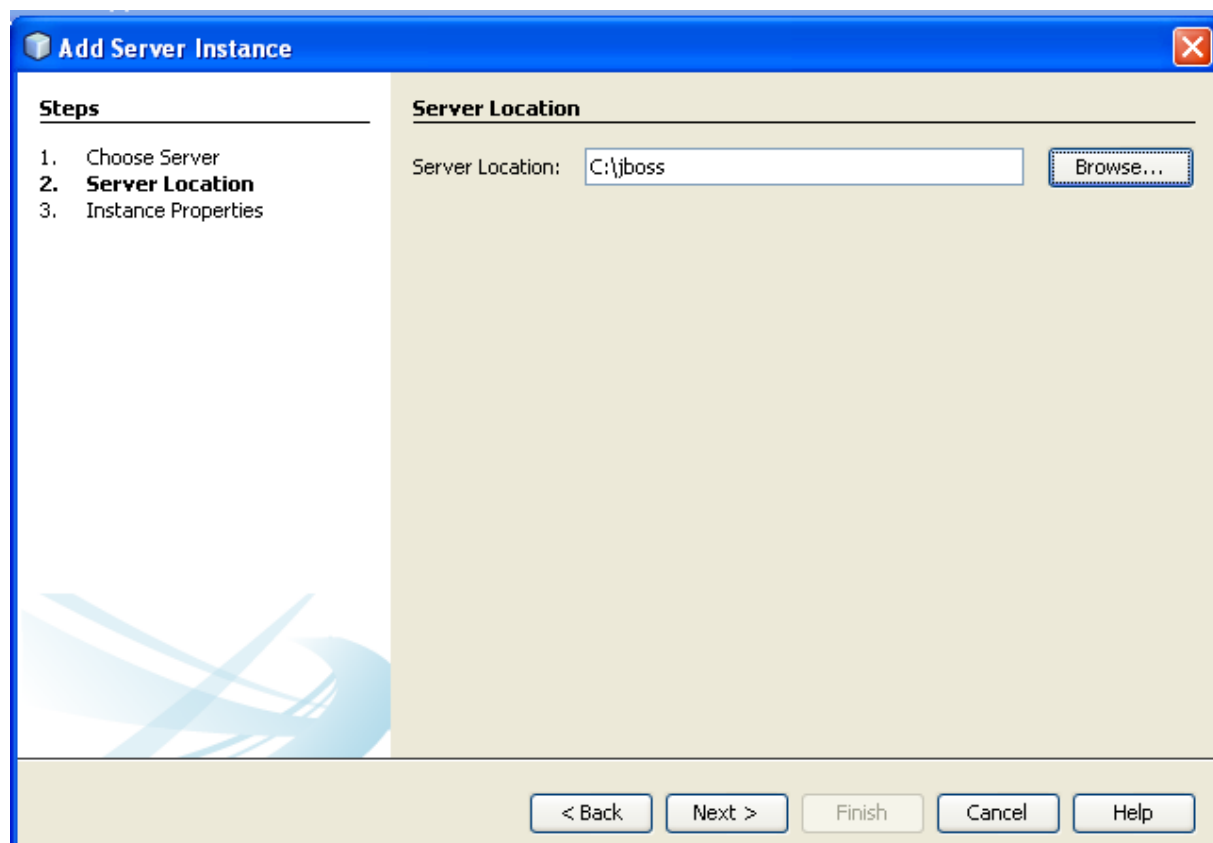 Add Server Instance
Steps
1. Choose Server
2. Server Location
3. Instance Properties
Server Location
Server Location: C:\jboss Browse...
< Back Next > Finish Cancel Help